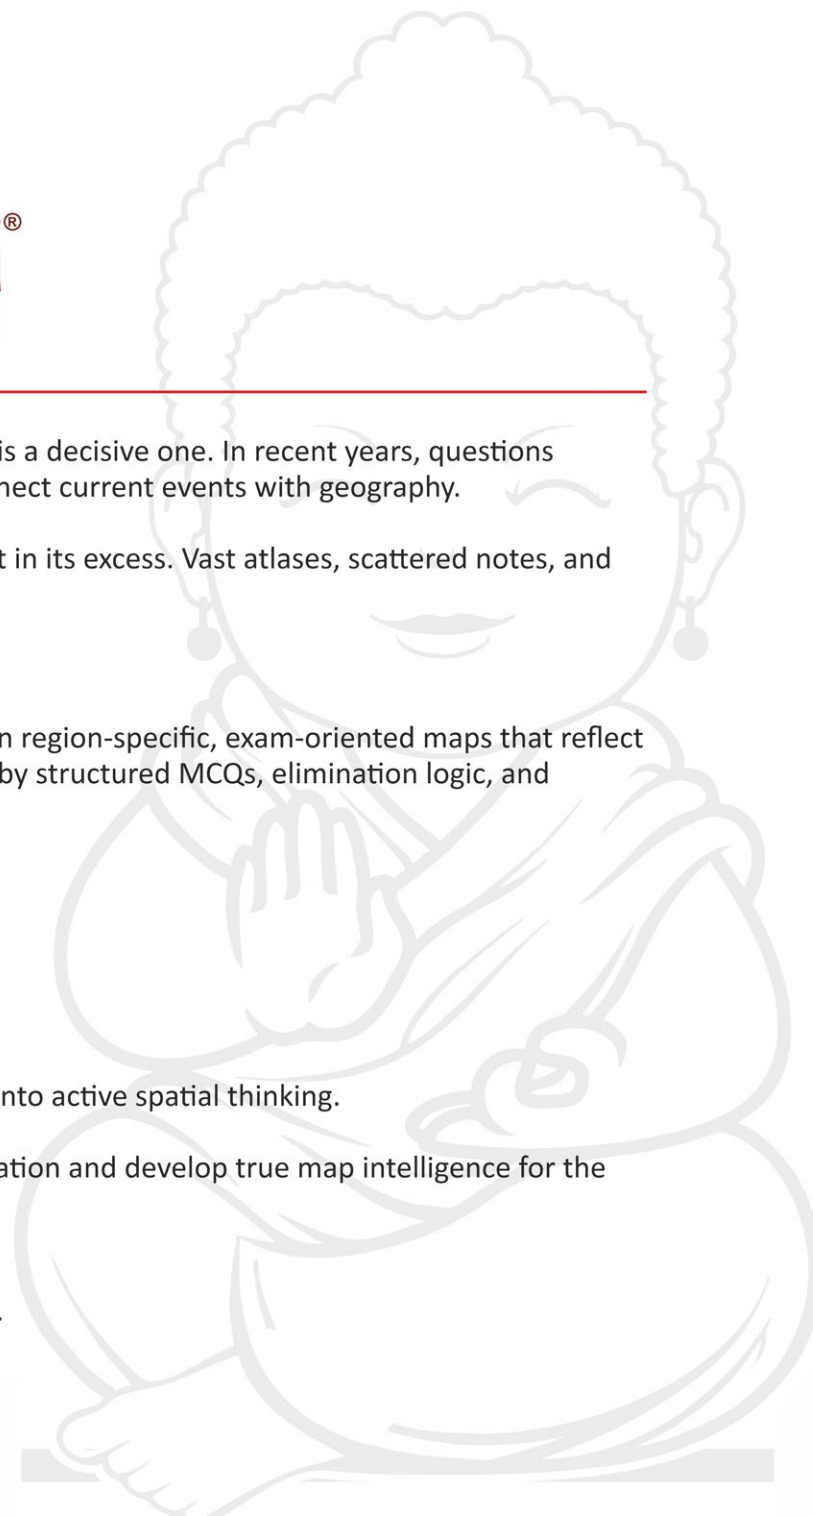 ®
is a decisive one. In recent years, questions
nect current events with geography.
t in its excess. Vast atlases, scattered notes, and
n region-specific, exam-oriented maps that reflect
by structured MCQs, elimination logic, and
nto active spatial thinking.
ation and develop true map intelligence for the
.